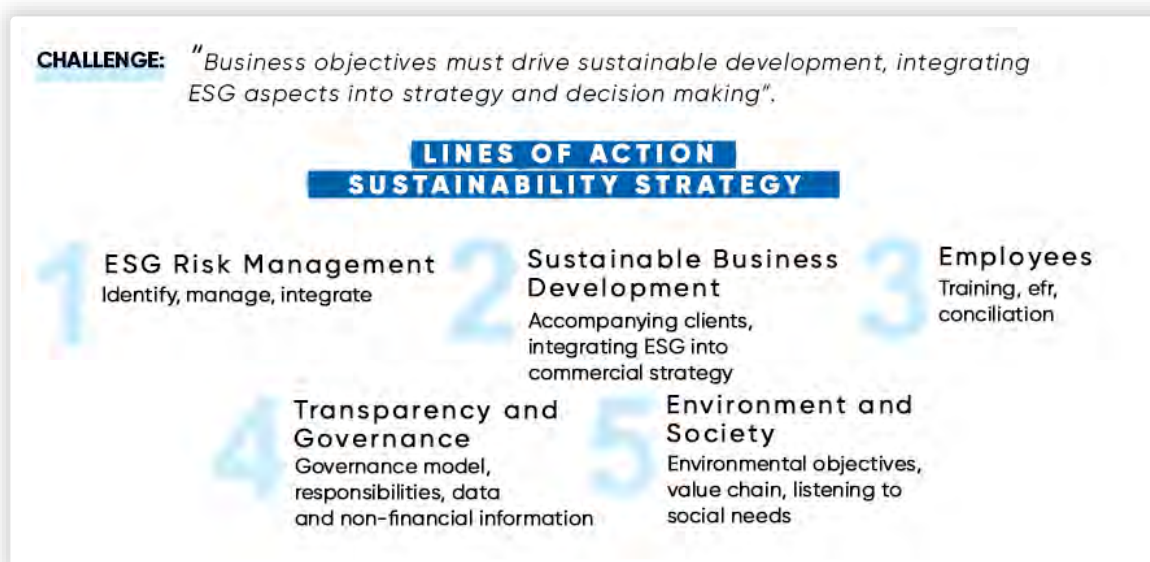 CHALLENGE: "Business objectives must drive sustainable development, integrating
ESG aspects into strategy and decision making".
LINES OF ACTION
SUSTAINABILITY STRATEGY
1 ESG Risk Management
Identify, manage, integrate
2 Sustainable Business
Development
Accompanying clients,
integrating ESG into
commercial strategy
3 Employees
Training, efr,
conciliation
4 Transparency and
Governance
Governance model,
responsibilities, data
and non-financial information
5 Environment and
Society
Environmental objectives,
value chain, listening to
social needs